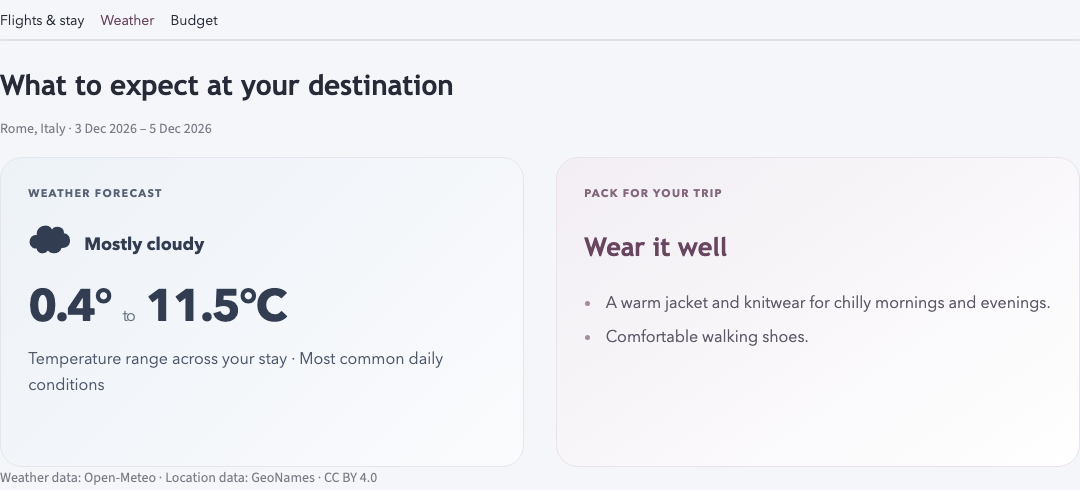 Flights & stay Weather Budget
What to expect at your destination
Rome, Italy · 3 Dec 2026 – 5 Dec 2026
WEATHER FORECAST
Mostly cloudy
0.4° to 11.5°C
Temperature range across your stay · Most common daily
conditions
PACK FOR YOUR TRIP
Wear it well
• A warm jacket and knitwear for chilly mornings and evenings.
• Comfortable walking shoes.
Weather data: Open-Meteo · Location data: GeoNames · CC BY 4.0